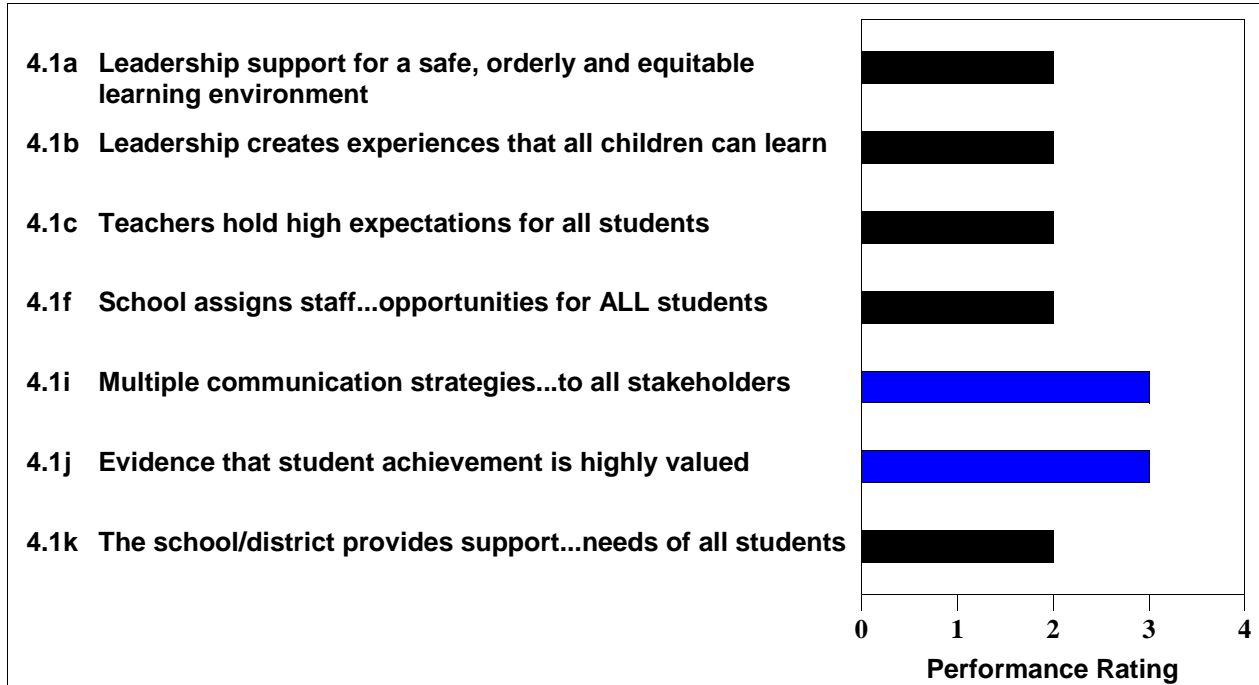 4.1a Leadership support for a safe, orderly and equitable
learning environment
4.1b Leadership creates experiences that all children can learn
4.1c Teachers hold high expectations for all students
4.1f School assigns staff...opportunities for ALL students
4.1i Multiple communication strategies...to all stakeholders
4.1j Evidence that student achievement is highly valued
4.1k The school/district provides support...needs of all students
0 1 2 3 4
Performance Rating